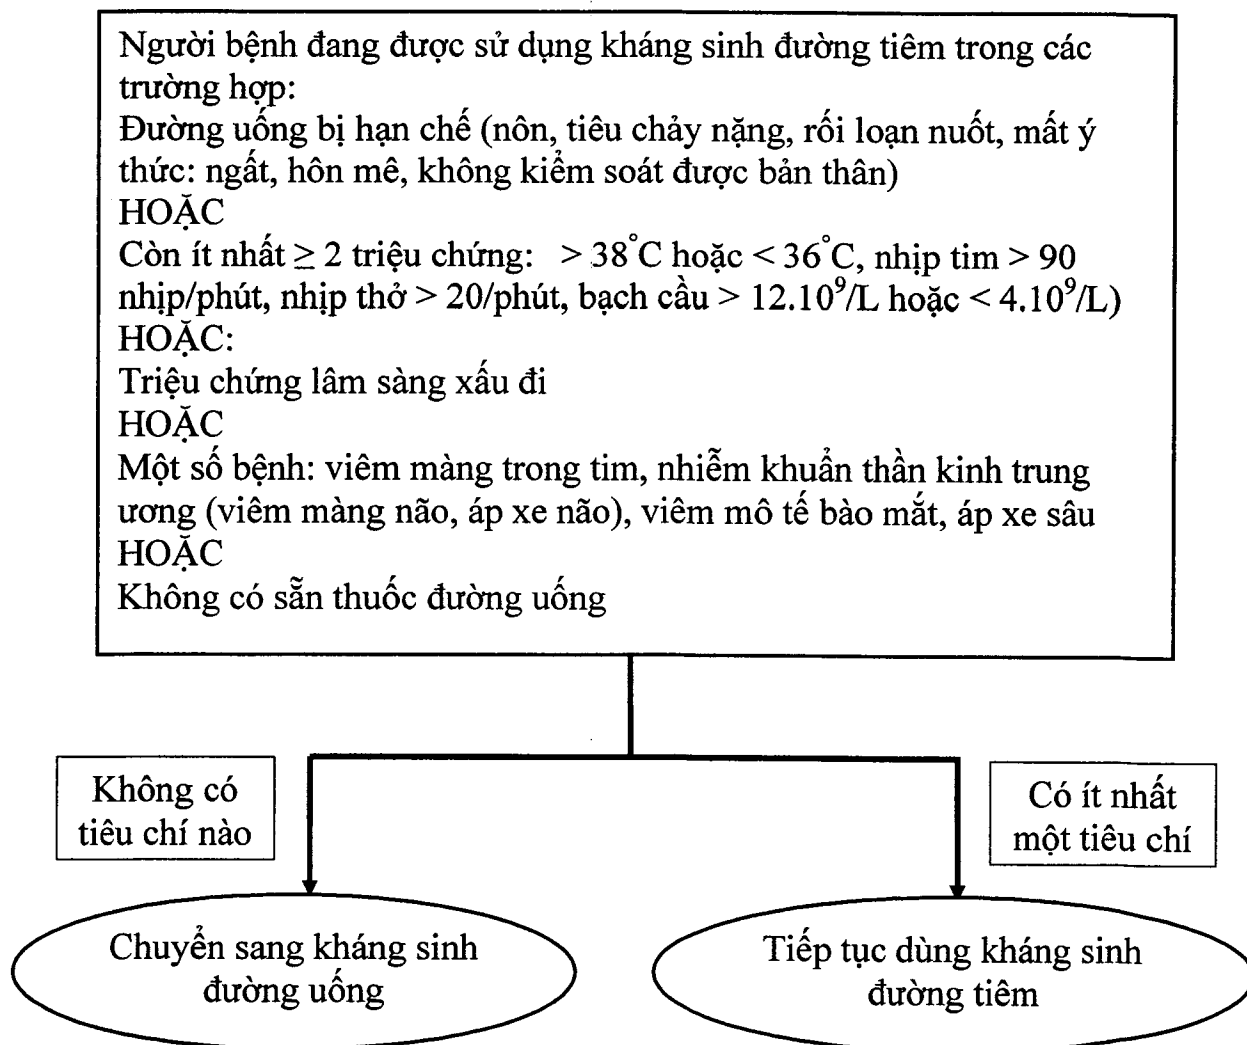 Người bệnh đang được sử dụng kháng sinh đường tiêm trong các
trường hợp:
Đường uống bị hạn chế (nôn, tiêu chảy nặng, rối loạn nuốt, mất ý
thức: ngất, hôn mê, không kiểm soát được bản thân)
HOẶC
Còn ít nhất ≥ 2 triệu chứng: > 38°C hoặc < 36°C, nhịp tim > 90
nhịp/phút, nhịp thở > 20/phút, bạch cầu > 12.10⁹/L hoặc < 4.10⁹/L)
HOẶC:
Triệu chứng lâm sàng xấu đi
HOẶC
Một số bệnh: viêm màng trong tim, nhiễm khuẩn thần kinh trung
ương (viêm màng não, áp xe não), viêm mô tế bào mắt, áp xe sâu
HOẶC
Không có sẵn thuốc đường uống
Không có
tiêu chí nào
Có ít nhất
một tiêu chí
Chuyển sang kháng sinh
đường uống
Tiếp tục dùng kháng sinh
đường tiêm